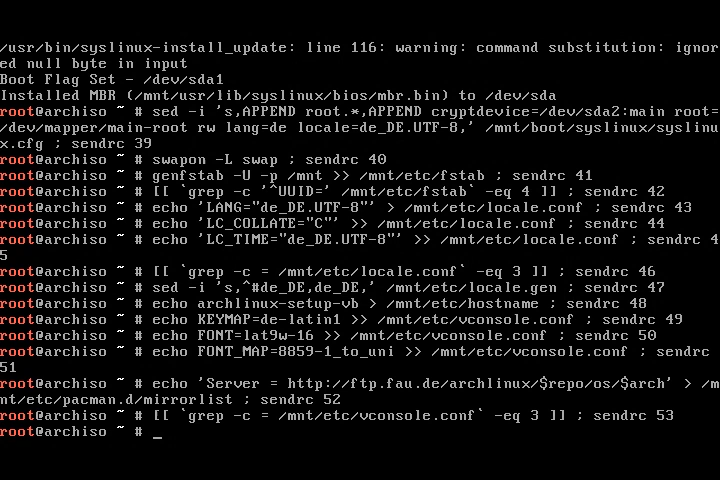 /usr/bin/syslinux-install_update: line 116: warning: command substitution: ignor
ed null byte in input
Boot Flag Set - /dev/sda1
Installed MBR (/mnt/usr/lib/syslinux/bios/mbr.bin) to /dev/sda
root@archiso ~ # sed -i 's,APPEND root.*,APPEND cryptdevice=/dev/sda2:main root=
/dev/mapper/main-root rw lang=de locale=de_DE.UTF-8,' /mnt/boot/syslinux/syslinu
x.cfg ; sendrc 39
root@archiso ~ # swapon -L swap ; sendrc 40
root@archiso ~ # genfstab -U -p /mnt >> /mnt/etc/fstab ; sendrc 41
root@archiso ~ # [[ `grep -c '^UUID=' /mnt/etc/fstab` -eq 4 ]] ; sendrc 42
root@archiso ~ # echo 'LANG="de_DE.UTF-8"' > /mnt/etc/locale.conf ; sendrc 43
root@archiso ~ # echo 'LC_COLLATE="C"' >> /mnt/etc/locale.conf ; sendrc 44
root@archiso ~ # echo 'LC_TIME="de_DE.UTF-8"' >> /mnt/etc/locale.conf ; sendrc 4
5
root@archiso ~ # [[ `grep -c = /mnt/etc/locale.conf` -eq 3 ]] ; sendrc 46
root@archiso ~ # sed -i 's,^#de_DE,de_DE,' /mnt/etc/locale.gen ; sendrc 47
root@archiso ~ # echo archlinux-setup-vb > /mnt/etc/hostname ; sendrc 48
root@archiso ~ # echo KEYMAP=de-latin1 >> /mnt/etc/vconsole.conf ; sendrc 49
root@archiso ~ # echo FONT=lat9w-16 >> /mnt/etc/vconsole.conf ; sendrc 50
root@archiso ~ # echo FONT_MAP=8859-1_to_uni >> /mnt/etc/vconsole.conf ; sendrc
51
root@archiso ~ # echo 'Server = http://ftp.fau.de/archlinux/$repo/os/$arch' > /m
nt/etc/pacman.d/mirrorlist ; sendrc 52
root@archiso ~ # [[ `grep -c = /mnt/etc/vconsole.conf` -eq 3 ]] ; sendrc 53
root@archiso ~ # _